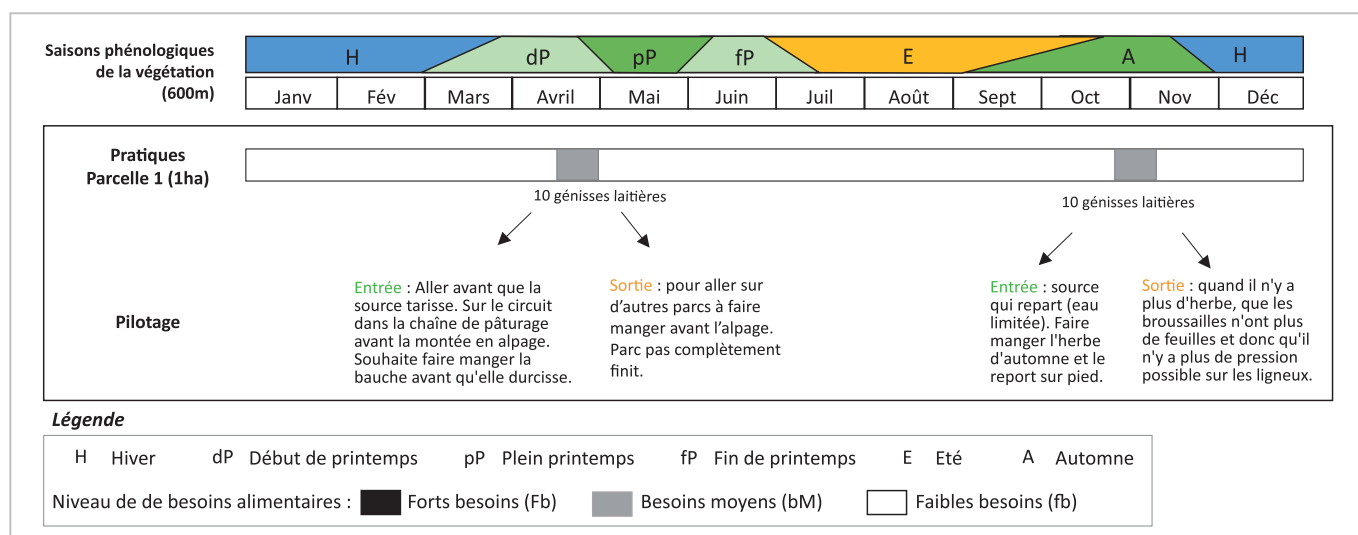 Saisons phénologiques
de la végétation
(600m)
H dP pP fP E A H
Janv Fév Mars Avril Mai Juin Juil Août Sept Oct Nov Déc
Pratiques
Parcelle 1 (1ha)
10 génisses laitières
10 génisses laitières
Pilotage
Entrée : Aller avant que la
source tarisse. Sur le circuit
dans la chaîne de pâturage
avant la montée en alpage.
Souhaite faire manger la
bauche avant qu'elle durcisse.
Sortie : pour aller sur
d'autres parcs à faire
manger avant l'alpage.
Parc pas complètement
finit.
Entrée : source
qui repart (eau
limitée). Faire
manger l'herbe
d'automne et le
report sur pied.
Sortie : quand il n'y a
plus d'herbe, que les
broussailles n'ont plus
de feuilles et donc qu'il
n'y a plus de pression
possible sur les ligneux.
Légende
H Hiver dP Début de printemps pP Plein printemps fP Fin de printemps E Eté A Automne
Niveau de de besoins alimentaires : Forts besoins (Fb) Besoins moyens (bM) Faibles besoins (fb)